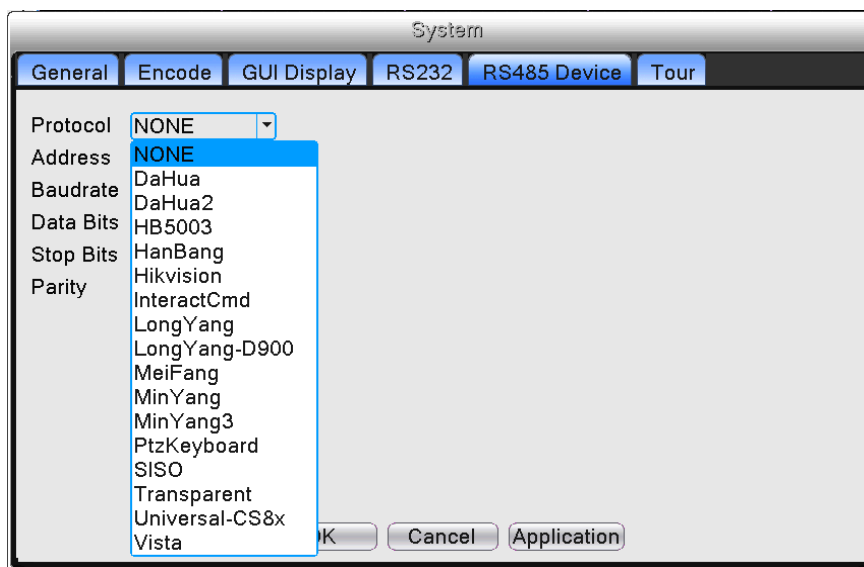 System
General Encode GUI Display RS232 RS485 Device Tour
Protocol NONE
Address NONE
DaHua
Baudrate
DaHua2
Data Bits HB5003
Stop Bits HanBang
Hikvision
Parity
InteractCmd
LongYang
LongYang-D900
MeiFang
MinYang
MinYang3
PtzKeyboard
SISO
Transparent
Universal-CS8x
Cancel Application
Vista